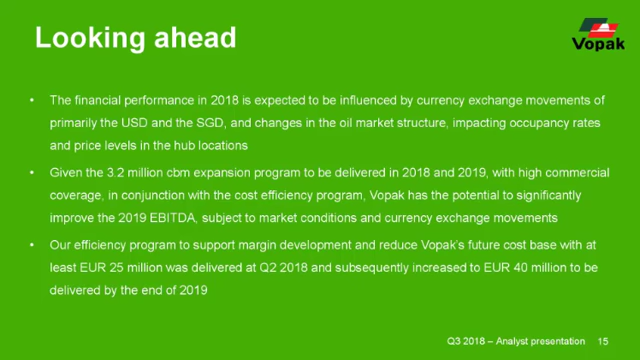 Looking ahead
Vopak
• The financial performance in 2018 is expected to be influenced by currency exchange movements of
primarily the USD and the SGD, and changes in the oil market structure, impacting occupancy rates
and price levels in the hub locations
• Given the 3.2 million cbm expansion program to be delivered in 2018 and 2019, with high commercial
coverage, in conjunction with the cost efficiency program, Vopak has the potential to significantly
improve the 2019 EBITDA, subject to market conditions and currency exchange movements
• Our efficiency program to support margin development and reduce Vopak's future cost base with at
least EUR 25 million was delivered at Q2 2018 and subsequently increased to EUR 40 million to be
delivered by the end of 2019
Q3 2018 – Analyst presentation 15